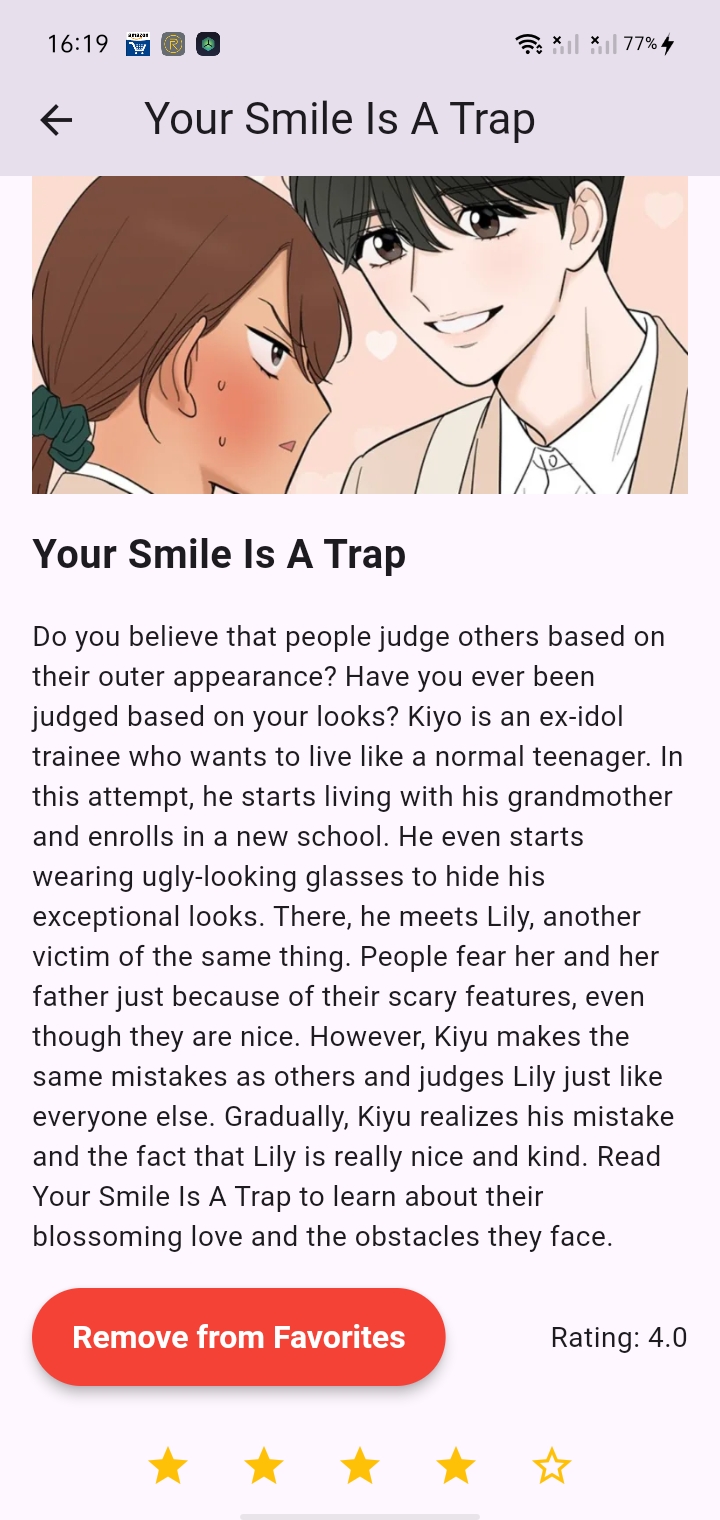 16:19
amazon
R
77%
Your Smile Is A Trap
Your Smile Is A Trap
Do you believe that people judge others based on
their outer appearance? Have you ever been
judged based on your looks? Kiyo is an ex-idol
trainee who wants to live like a normal teenager. In
this attempt, he starts living with his grandmother
and enrolls in a new school. He even starts
wearing ugly-looking glasses to hide his
exceptional looks. There, he meets Lily, another
victim of the same thing. People fear her and her
father just because of their scary features, even
though they are nice. However, Kiyu makes the
same mistakes as others and judges Lily just like
everyone else. Gradually, Kiyu realizes his mistake
and the fact that Lily is really nice and kind. Read
Your Smile Is A Trap to learn about their
blossoming love and the obstacles they face.
Remove from Favorites
Rating: 4.0